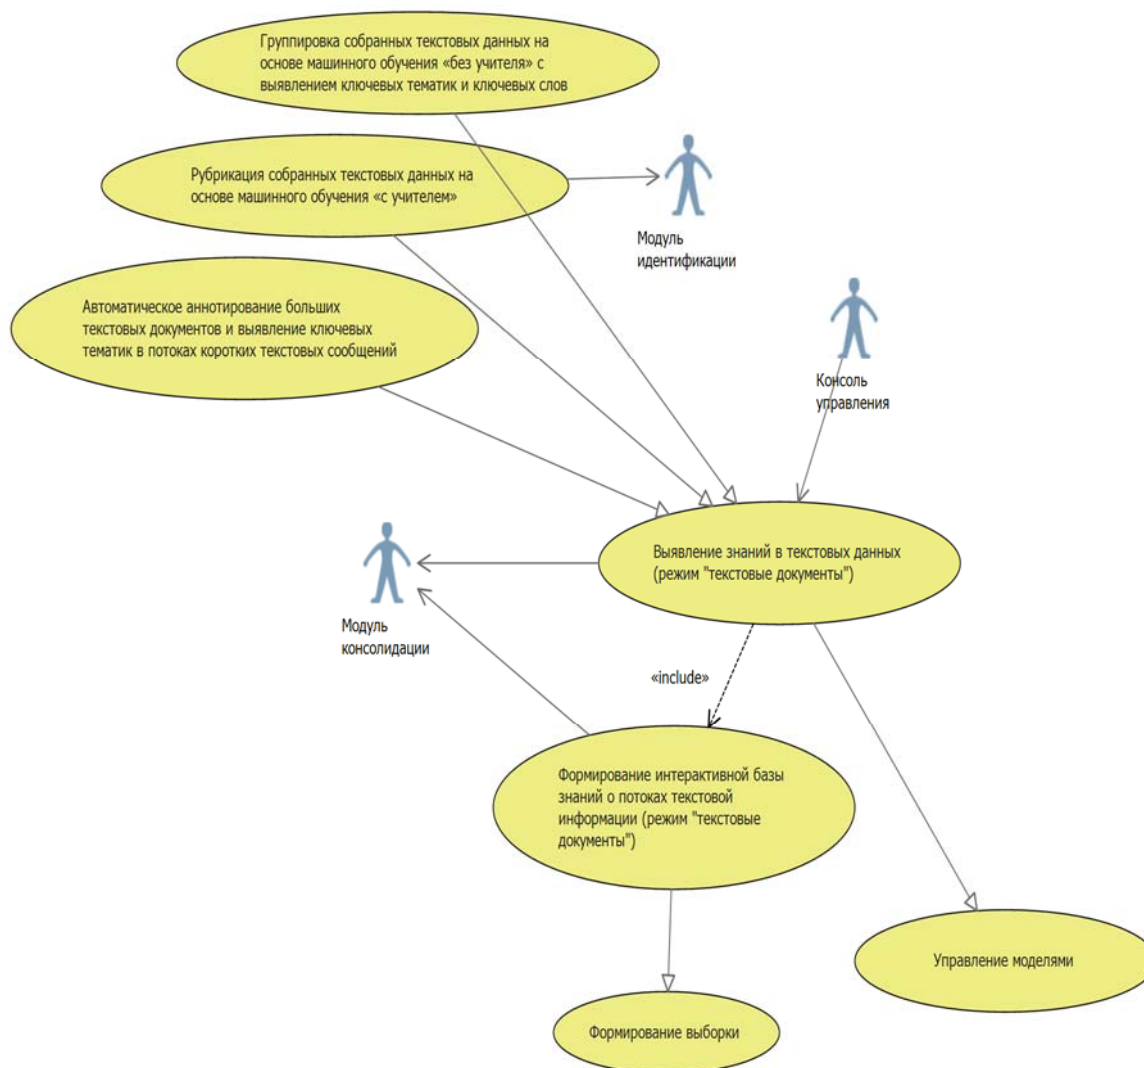 Группировка собранных текстовых данных на
основе машинного обучения «без учителя» с
выявлением ключевых тематик и ключевых слов
Рубрикация собранных текстовых данных на
основе машинного обучения «с учителем»
Модуль
идентификации
Автоматическое аннотирование больших
текстовых документов и выявление ключевых
тематик в потоках коротких текстовых сообщений
Консоль
управления
Выявление знаний в текстовых данных
(режим "текстовые документы")
Модуль
консолидации
«include»
Формирование интерактивной базы
знаний о потоках текстовой
информации (режим "текстовые
документы")
Управление моделями
Формирование выборки